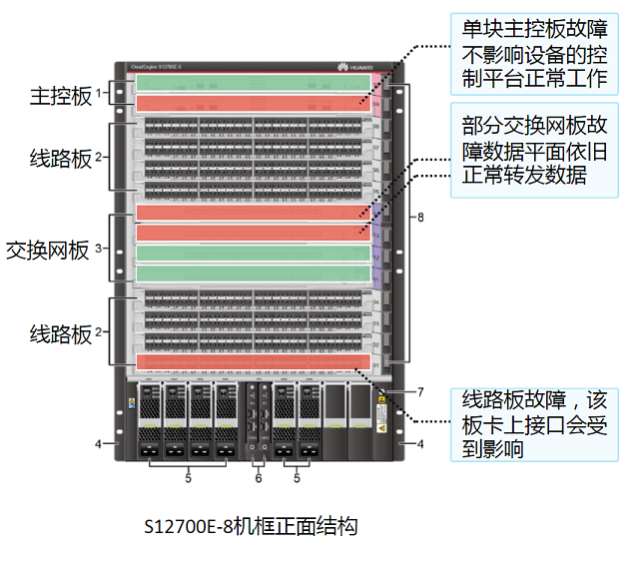 CloudEngine S12700E-8
HUAWEI
单块主控板故障
不影响设备的控
制平台正常工作
主控板
1
线路板
2
部分交换网板故
障数据平面依旧
正常转发数据
8
交换网板
3
线路板
2
7
线路板故障，该
板卡上接口会受
到影响
4
4
5
6
5
S12700E-8机框正面结构